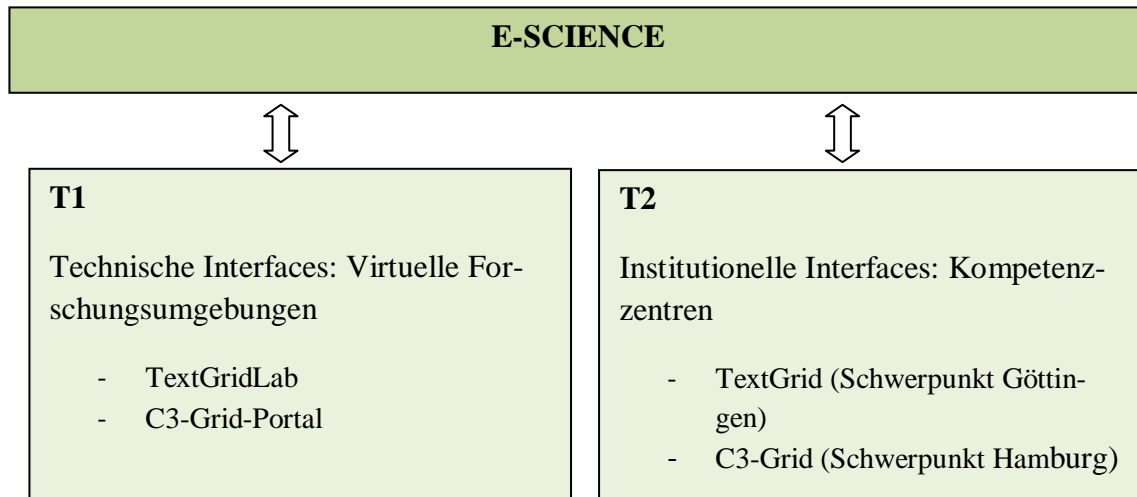 E-SCIENCE
T1
Technische Interfaces: Virtuelle For-
schungsumgebungen
- TextGridLab
- C3-Grid-Portal
T2
Institutionelle Interfaces: Kompetenz-
zentren
- TextGrid (Schwerpunkt Göttin-
gen)
- C3-Grid (Schwerpunkt Hamburg)